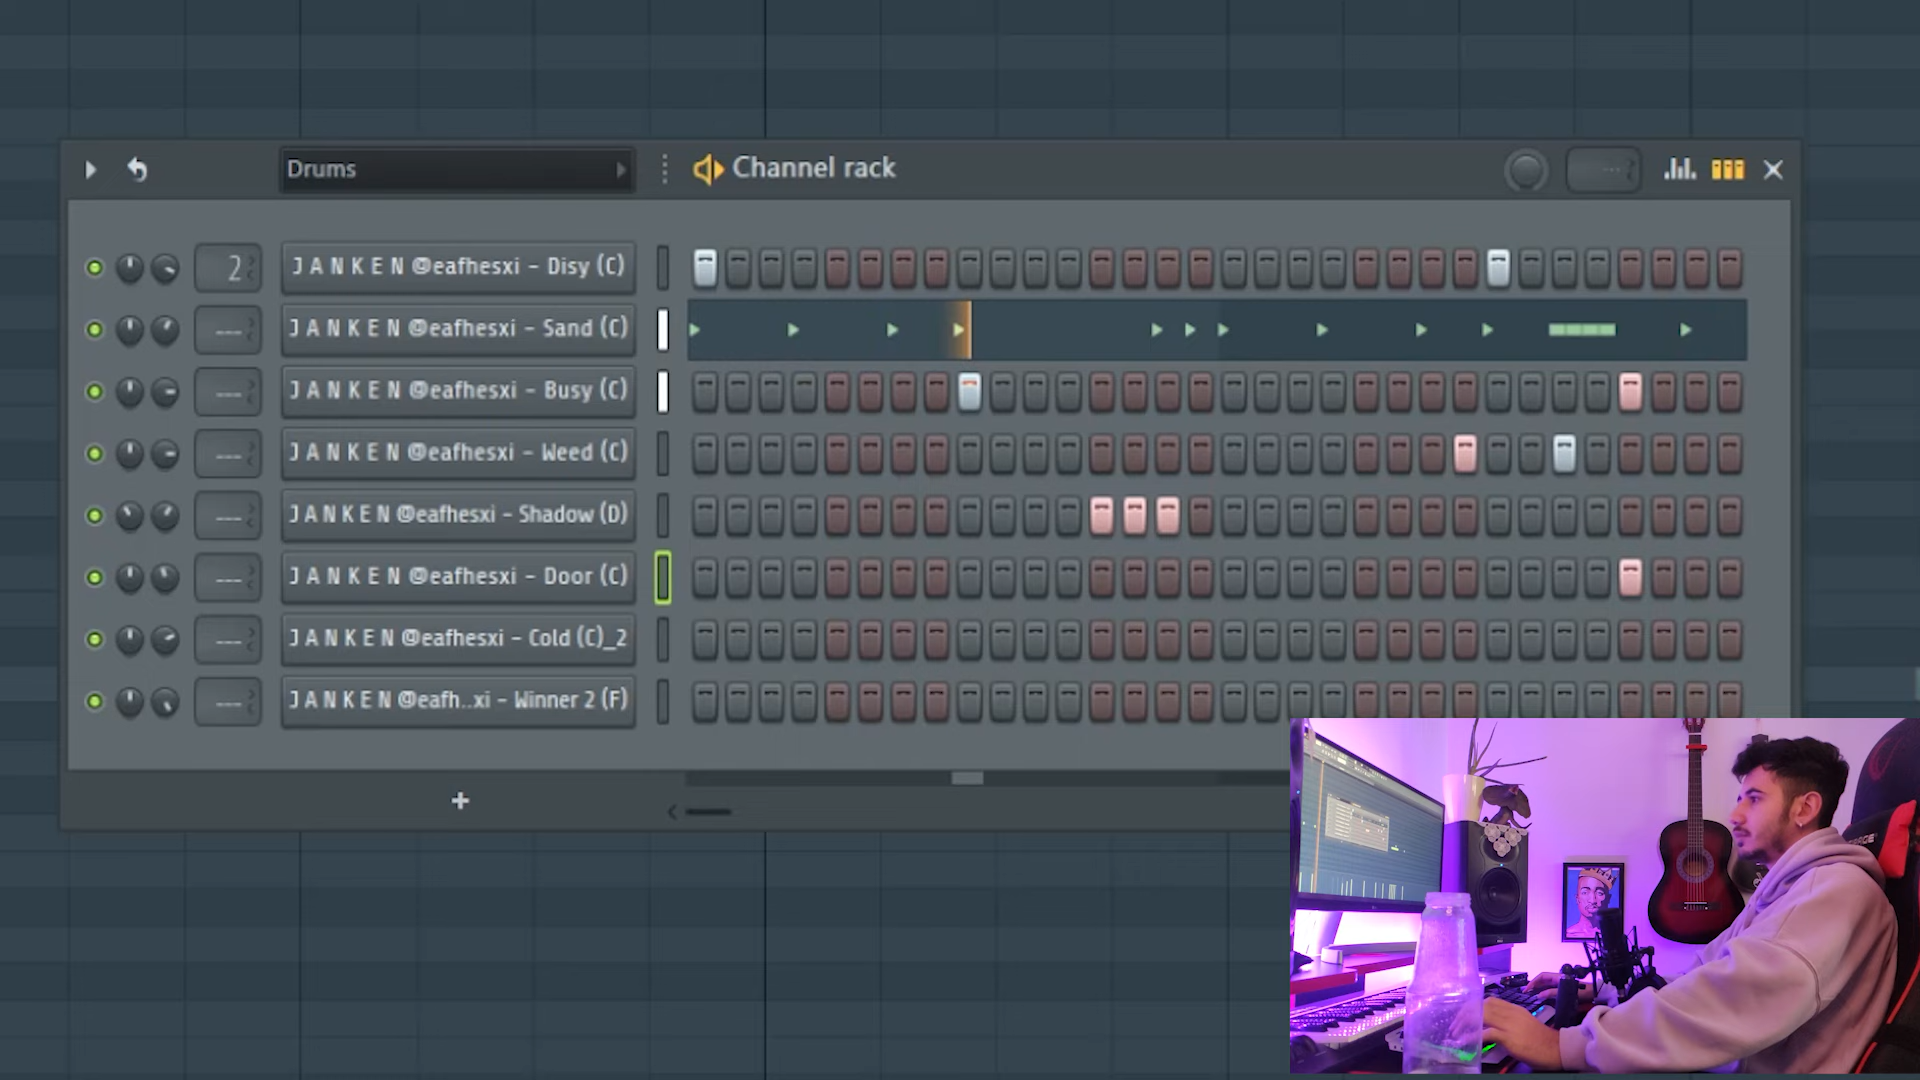 Drums
Channel rack
2
J A N K E N @eafhesxi - Disy (C)
J A N K E N @eafhesxi - Sand (C)
J A N K E N @eafhesxi - Busy (C)
J A N K E N @eafhesxi - Weed (C)
J A N K E N @eafhesxi - Shadow (D)
J A N K E N @eafhesxi - Door (C)
J A N K E N @eafhesxi - Cold (C)_2
J A N K E N @eafh..xi - Winner 2 (F)